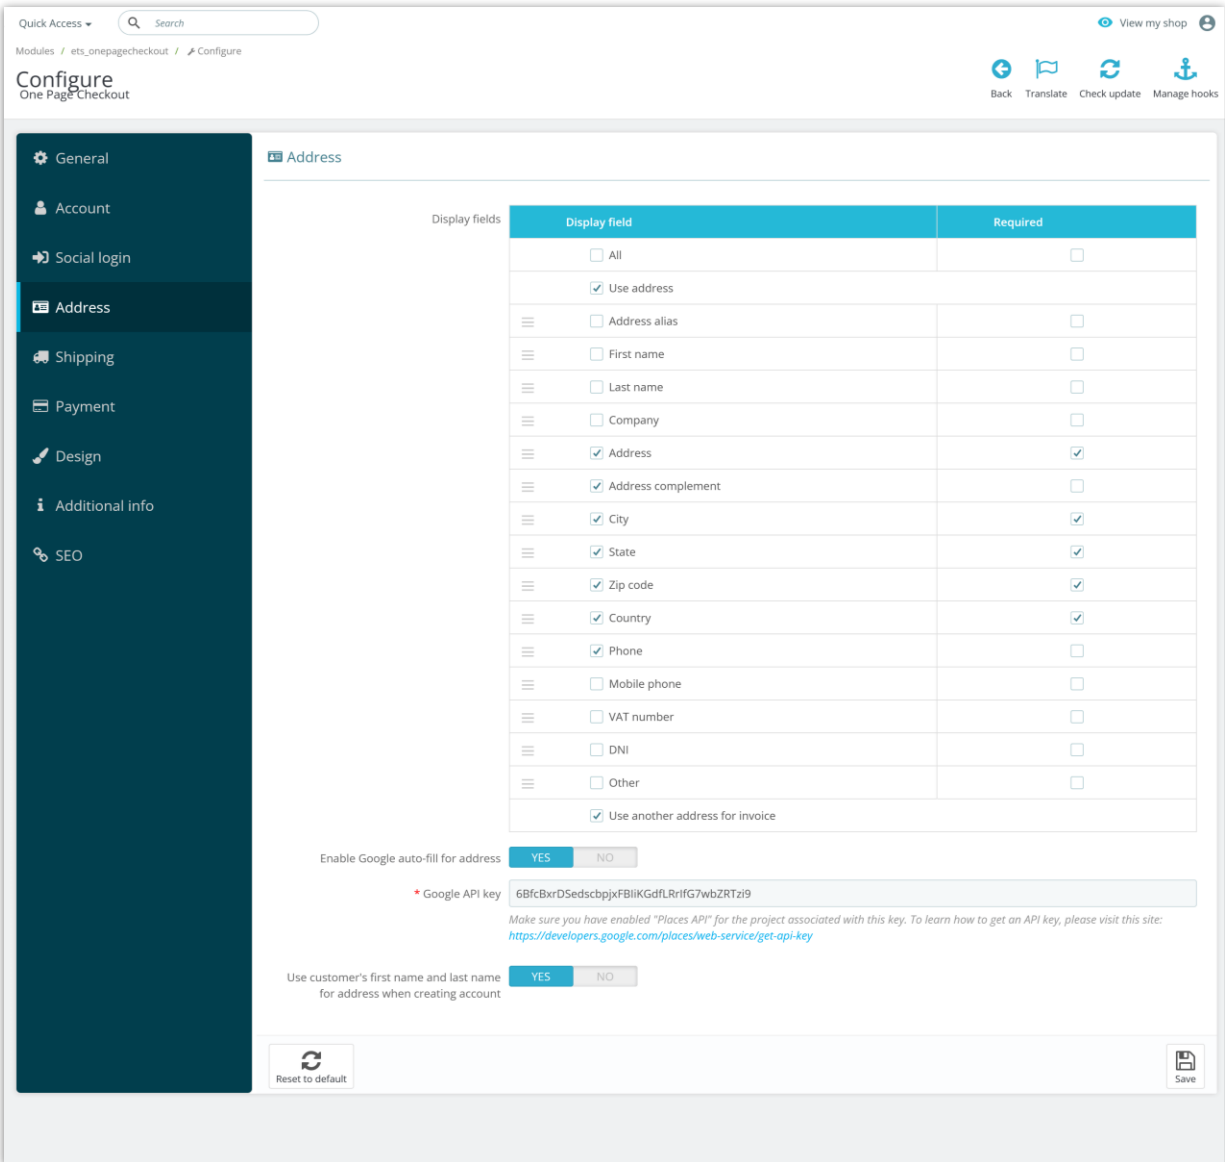 Quick Access
Search
View my shop
Modules / ets_onepagecheckout / Configure
Configure
One Page Checkout
Back
Translate
Check update
Manage hooks
General
Account
Social login
Address
Shipping
Payment
Design
Additional info
SEO
Address
Display fields
Display field
Required
All
Use address
Address alias
First name
Last name
Company
Address
Address complement
City
State
Zip code
Country
Phone
Mobile phone
VAT number
DNI
Other
Use another address for invoice
Enable Google auto-fill for address
YES
NO
* Google API key
6BfcBxrDSedscbpjxFBIiKGdfLRrIfG7wbZRTzi9
Make sure you have enabled "Places API" for the project associated with this key. To learn how to get an API key, please visit this site:
https://developers.google.com/places/web-service/get-api-key
Use customer's first name and last name
for address when creating account
YES
NO
Reset to default
Save